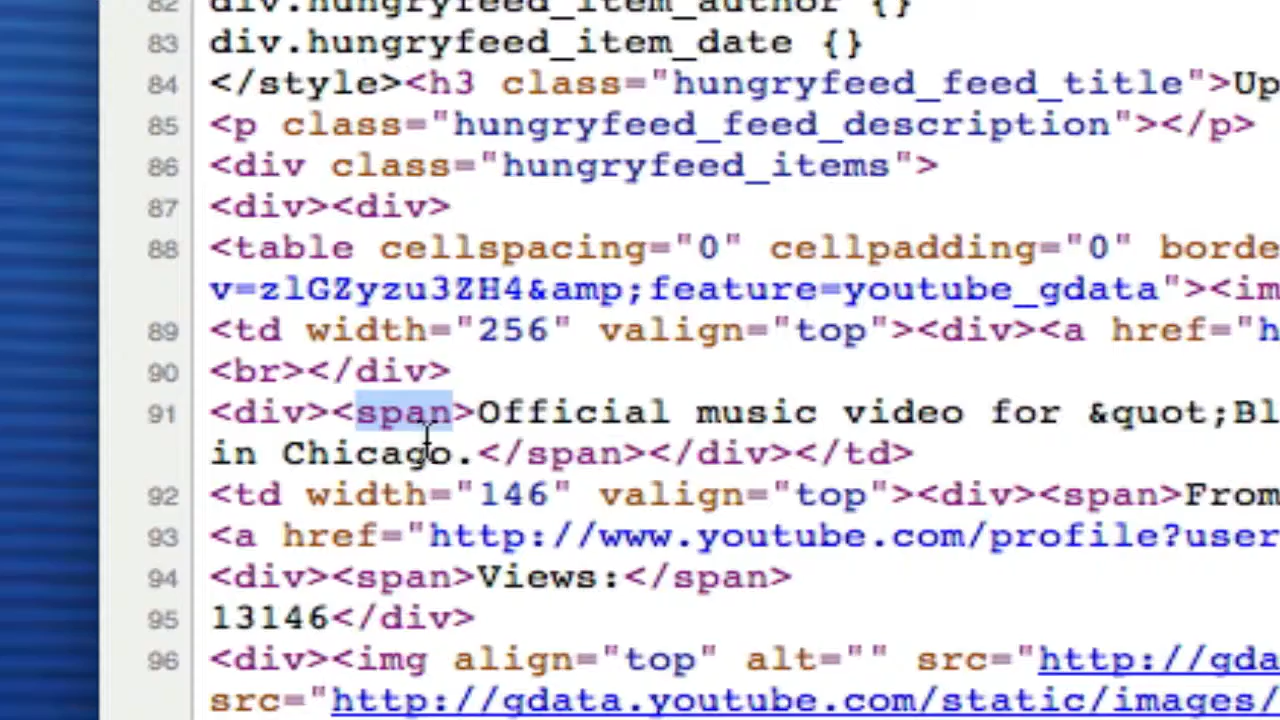 82 div.hungryfeed_item_author {}
83 div.hungryfeed_item_date {}
84 </style><h3 class="hungryfeed_feed_title">Up
85 <p class="hungryfeed_feed_description"></p>
86 <div class="hungryfeed_items">
87 <div><div>
88 <table cellspacing="0" cellpadding="0" borde
v=zlGZyzu3ZH4&amp;feature=youtube_gdata"><im
89 <td width="256" valign="top"><div><a href="h
90 <br></div>
91 <div><span>Official music video for &quot;Bl
in Chicago.</span></div></td>
92 <td width="146" valign="top"><div><span>From
93 <a href="http://www.youtube.com/profile?user
94 <div><span>Views:</span>
95 13146</div>
96 <div><img align="top" alt="" src="http://gda
src="http://gdata.youtube.com/static/images/